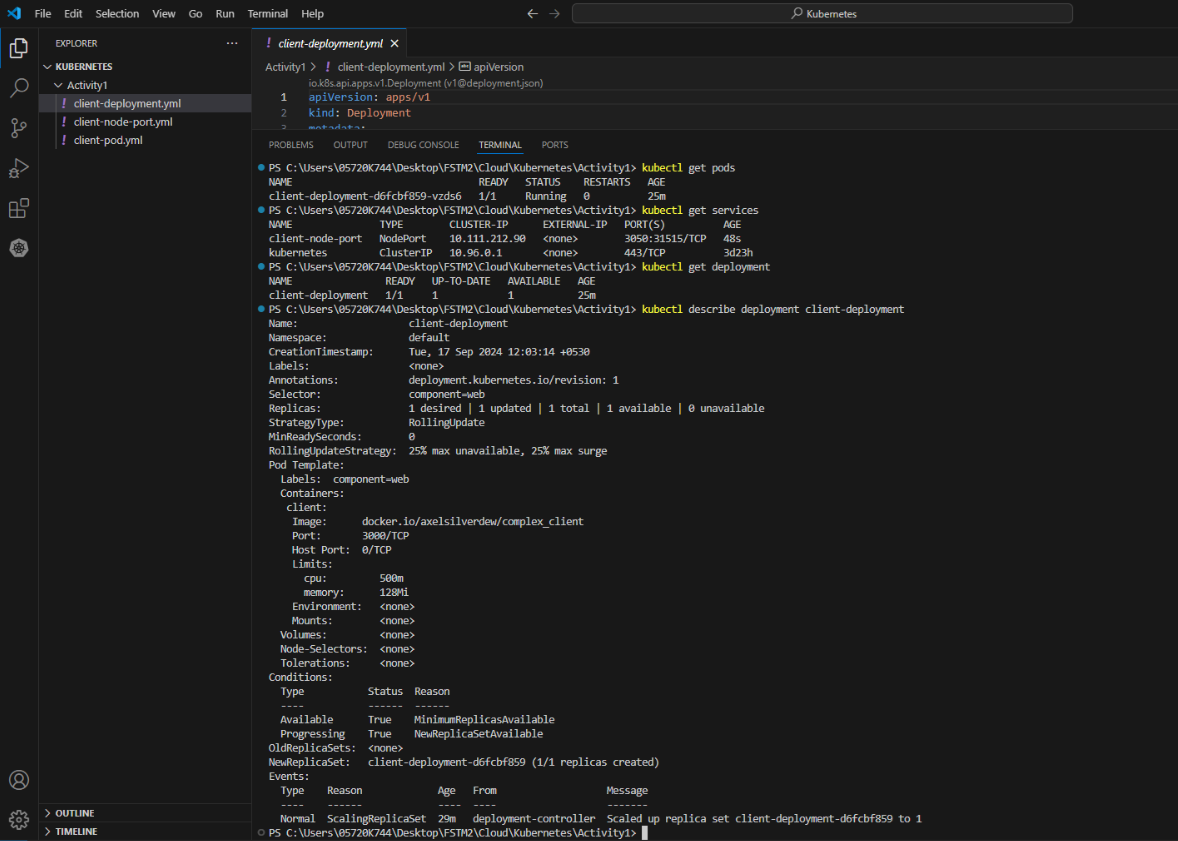 File Edit Selection View Go Run Terminal Help
Kubernetes
EXPLORER
KUBERNETES
Activity1
! client-deployment.yml
! client-node-port.yml
! client-pod.yml
OUTLINE
TIMELINE
! client-deployment.yml
Activity1 > ! client-deployment.yml > apiVersion
io.k8s.api.apps.v1.Deployment (v1@deployment.json)
1 apiVersion: apps/v1
2 kind: Deployment
3 metadata:
PROBLEMS OUTPUT DEBUG CONSOLE TERMINAL PORTS
PS C:\Users\05720K744\Desktop\FSTM2\Cloud\Kubernetes\Activity1> kubectl get pods
NAME READY STATUS RESTARTS AGE
client-deployment-d6fcbf859-vzds6 1/1 Running 0 25m
PS C:\Users\05720K744\Desktop\FSTM2\Cloud\Kubernetes\Activity1> kubectl get services
NAME TYPE CLUSTER-IP EXTERNAL-IP PORT(S) AGE
client-node-port NodePort 10.111.212.90 <none> 3050:31515/TCP 48s
kubernetes ClusterIP 10.96.0.1 <none> 443/TCP 3d23h
PS C:\Users\05720K744\Desktop\FSTM2\Cloud\Kubernetes\Activity1> kubectl get deployment
NAME READY UP-TO-DATE AVAILABLE AGE
client-deployment 1/1 1 1 25m
PS C:\Users\05720K744\Desktop\FSTM2\Cloud\Kubernetes\Activity1> kubectl describe deployment client-deployment
Name: client-deployment
Namespace: default
CreationTimestamp: Tue, 17 Sep 2024 12:03:14 +0530
Labels: <none>
Annotations: deployment.kubernetes.io/revision: 1
Selector: component=web
Replicas: 1 desired | 1 updated | 1 total | 1 available | 0 unavailable
StrategyType: RollingUpdate
MinReadySeconds: 0
RollingUpdateStrategy: 25% max unavailable, 25% max surge
Pod Template:
Labels: component=web
Containers:
client:
Image: docker.io/axelsilverdew/complex_client
Port: 3000/TCP
Host Port: 0/TCP
Limits:
cpu: 500m
memory: 128Mi
Environment: <none>
Mounts: <none>
Volumes: <none>
Node-Selectors: <none>
Tolerations: <none>
Conditions:
Type Status Reason
---- ------ ------
Available True MinimumReplicasAvailable
Progressing True NewReplicaSetAvailable
OldReplicaSets: <none>
NewReplicaSet: client-deployment-d6fcbf859 (1/1 replicas created)
Events:
Type Reason Age From Message
---- ------ ---- ---- -------
Normal ScalingReplicaSet 29m deployment-controller Scaled up replica set client-deployment-d6fcbf859 to 1
PS C:\Users\05720K744\Desktop\FSTM2\Cloud\Kubernetes\Activity1>